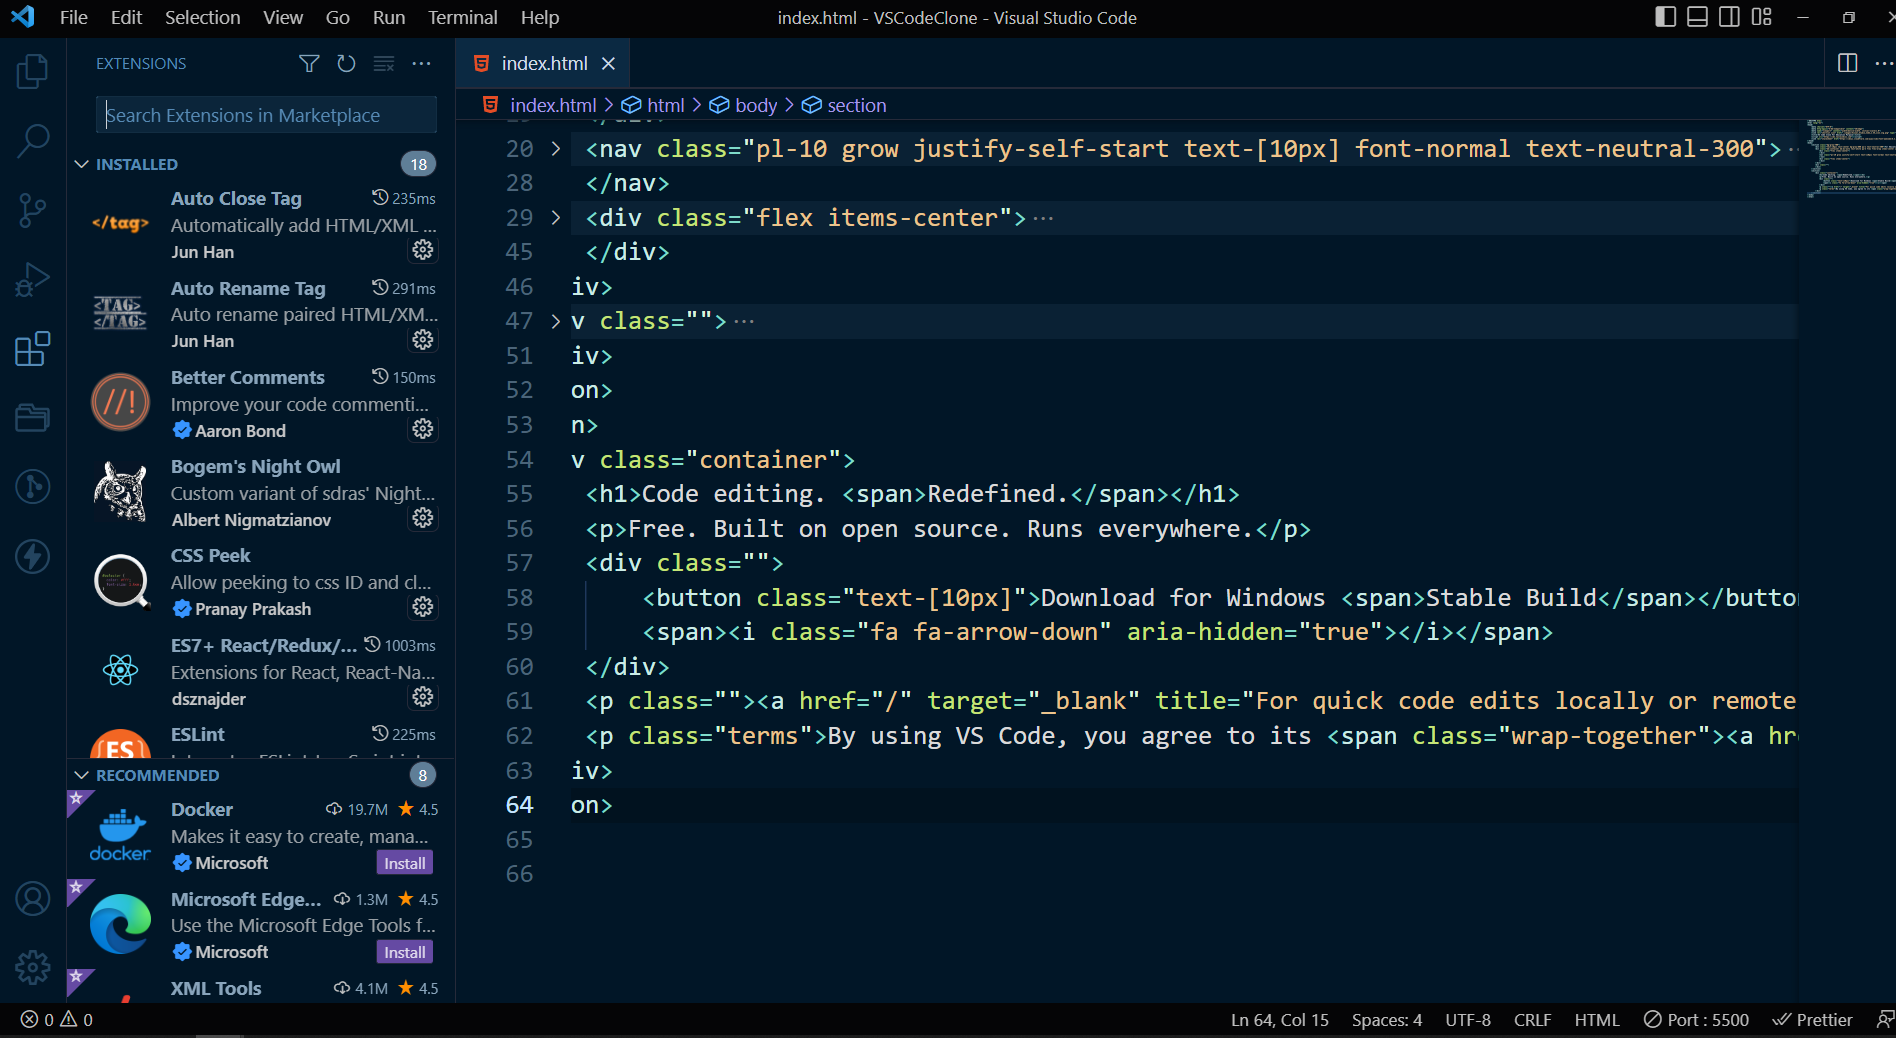 File Edit Selection View Go Run Terminal Help
index.html - VSCodeClone - Visual Studio Code
EXTENSIONS
Search Extensions in Marketplace
INSTALLED 18
</tag>
Auto Close Tag 235ms
Automatically add HTML/XML ...
Jun Han
<TAG>
</TAG>
Auto Rename Tag 291ms
Auto rename paired HTML/XM...
Jun Han
//!
Better Comments 150ms
Improve your code commenti...
Aaron Bond
Bogem's Night Owl
Custom variant of sdras' Night...
Albert Nigmatzianov
CSS Peek
Allow peeking to css ID and cl...
Pranay Prakash
ES7+ React/Redux/... 1003ms
Extensions for React, React-Na...
dsznajder
{ES}
ESLint 225ms
RECOMMENDED 8
docker
Docker 19.7M 4.5
Makes it easy to create, mana...
Microsoft Install
Microsoft Edge... 1.3M 4.5
Use the Microsoft Edge Tools f...
Microsoft Install
XML Tools 4.1M 4.5
index.html
index.html > html > body > section
20 <nav class="pl-10 grow justify-self-start text-[10px] font-normal text-neutral-300">
28 </nav>
29 <div class="flex items-center">...
45 </div>
46 iv>
47 v class="">...
51 iv>
52 on>
53 n>
54 v class="container">
55 <h1>Code editing. <span>Redefined.</span></h1>
56 <p>Free. Built on open source. Runs everywhere.</p>
57 <div class="">
58 <button class="text-[10px]">Download for Windows <span>Stable Build</span></butto
59 <span><i class="fa fa-arrow-down" aria-hidden="true"></i></span>
60 </div>
61 <p class=""><a href="/" target="_blank" title="For quick code edits locally or remote
62 <p class="terms">By using VS Code, you agree to its <span class="wrap-together"><a hr
63 iv>
64 on>
65
66
0 0
Ln 64, Col 15 Spaces: 4 UTF-8 CRLF HTML Port : 5500 Prettier